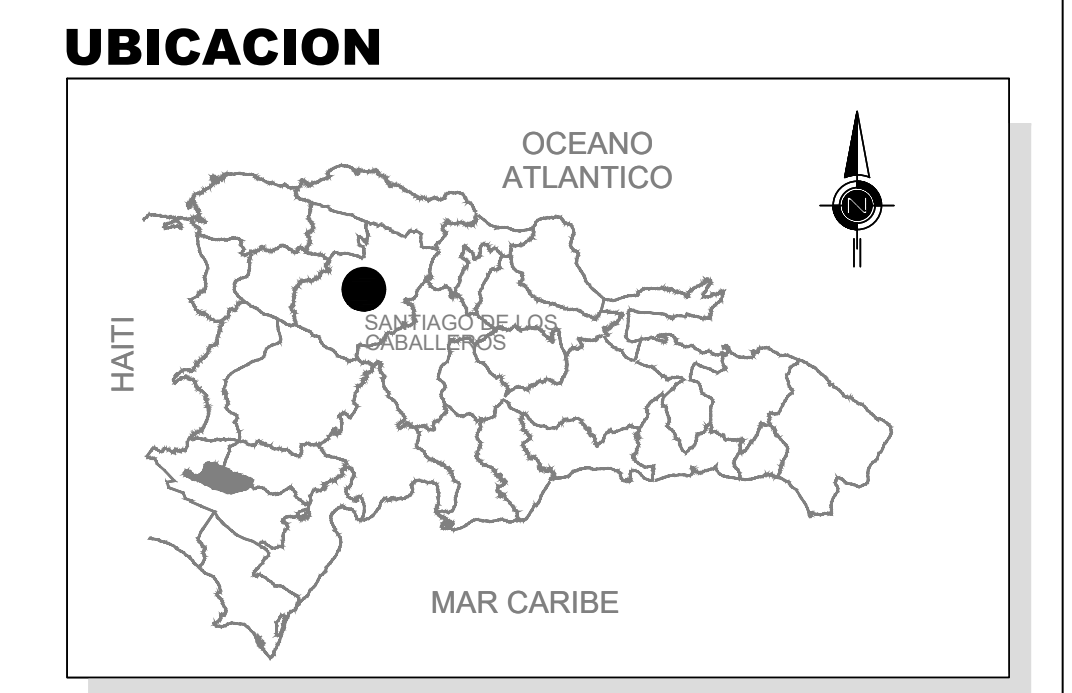 UBICACION
OCEANO
ATLANTICO
N
SANTIAGO DE LOS
CABALLEROS
HAITI
MAR CARIBE